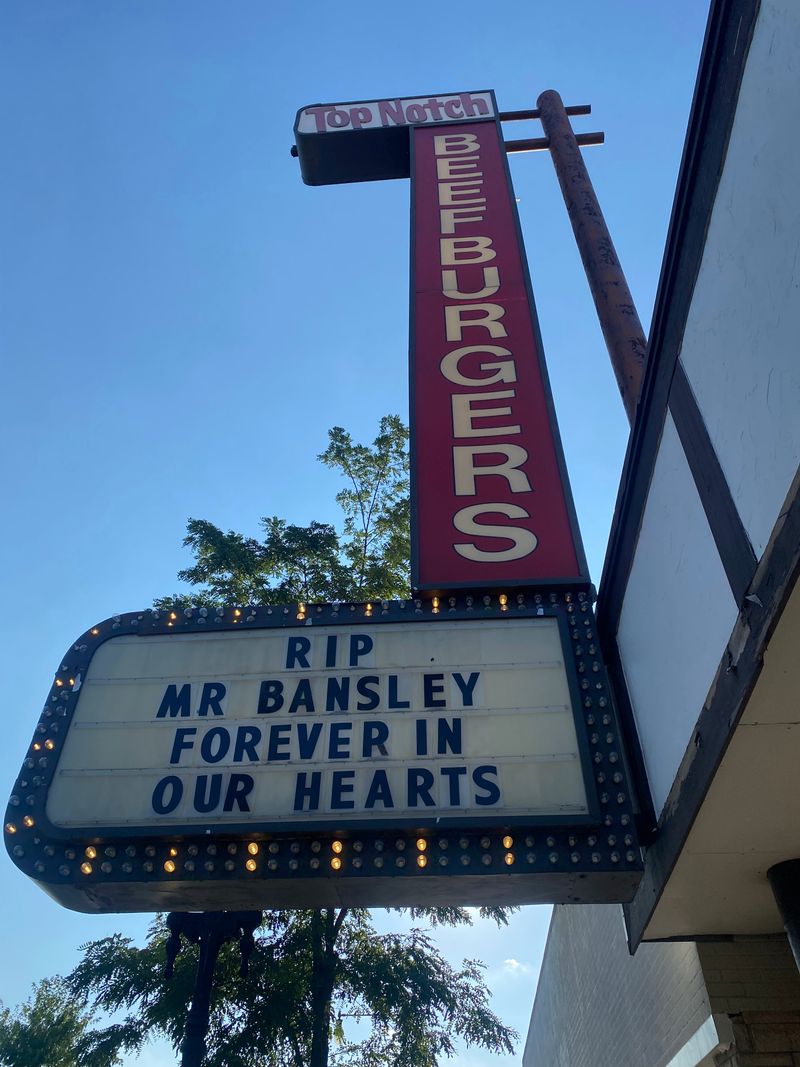 Top Notch
BEEFBURGERS
RIP
MR BANSLEY
FOREVER IN
OUR HEARTS